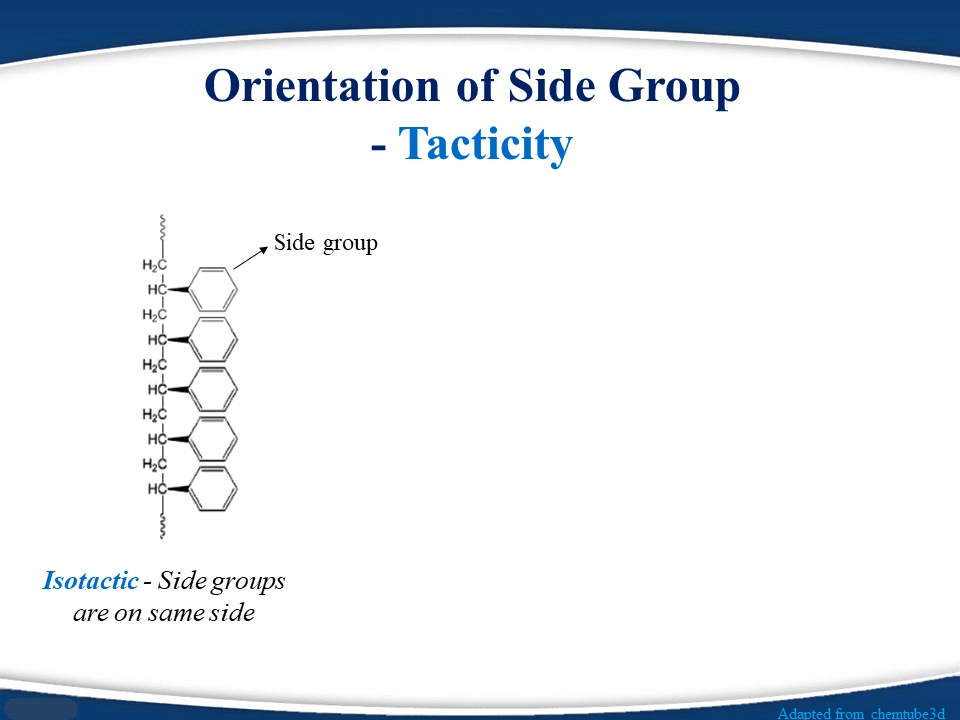 Orientation of Side Group
- Tacticity
Side group
H₂C
HC
H₂C
HC
H₂C
HC
H₂C
HC
H₂C
HC
Isotactic - Side groups
are on same side
Adapted from chemtube3d